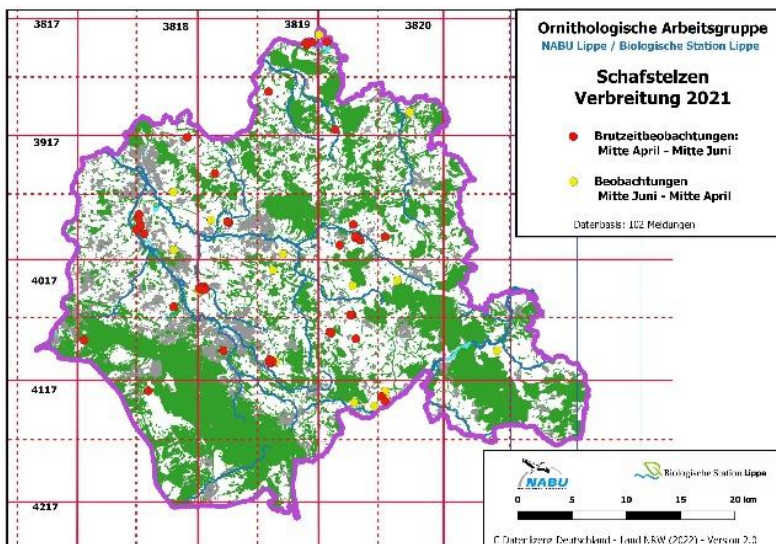 3817
3818
3819
3820
3917
4017
4117
4217
Ornithologische Arbeitsgruppe
NABU Lippe / Biologische Station Lippe
Schafstelzen
Verbreitung 2021
Brutzeitbeobachtungen:
Mitte April - Mitte Juni
Beobachtungen
Mitte Juni - Mitte April
Datenbasis: 102 Meldungen
NABU
Biologische Station Lippe
0 5 10 15 20 km
Datenlizenz Deutschland - Land NRW (2022) - Version 2.0